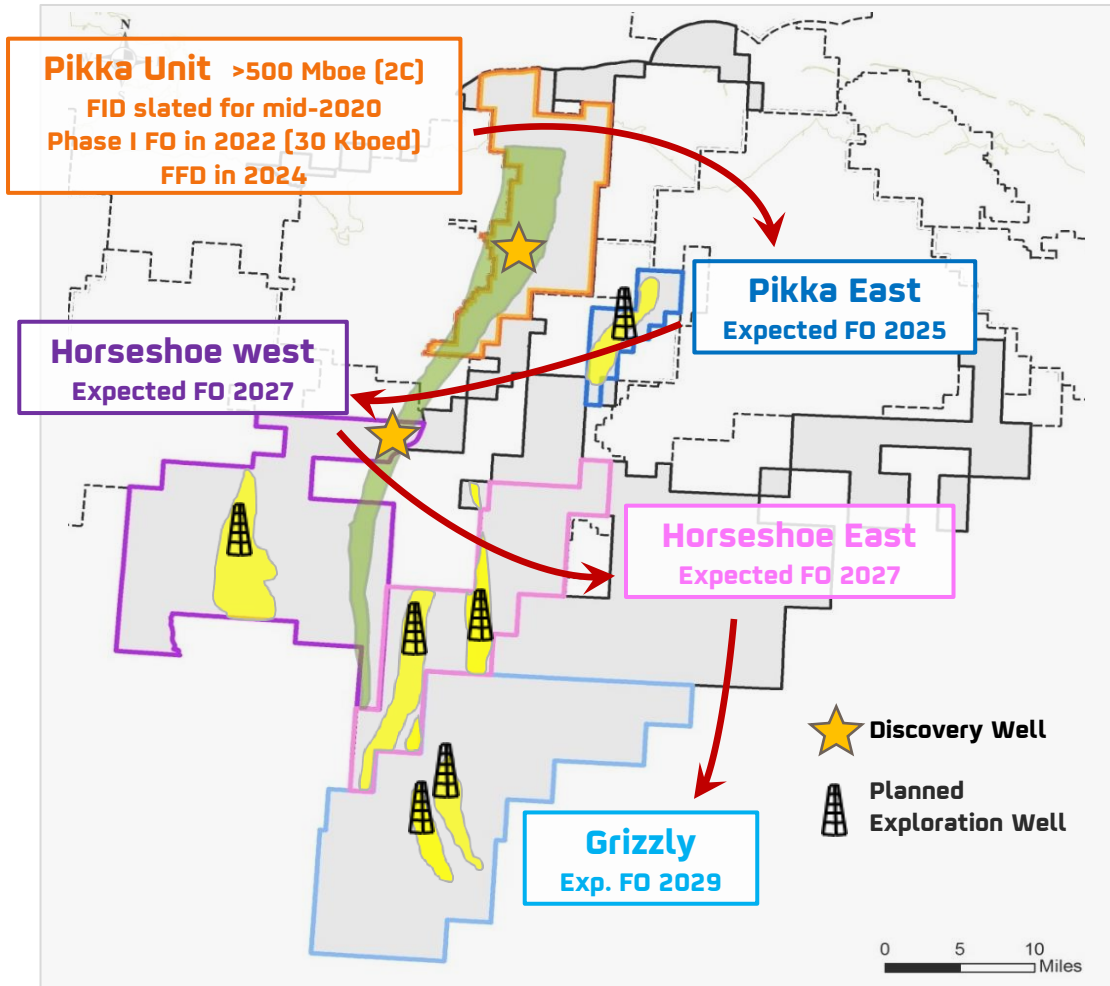 N
Pikka Unit >500 Mboe (2C)
FID slated for mid-2020
Phase I FO in 2022 (30 Kboed)
FFD in 2024
Pikka East
Expected FO 2025
Horseshoe west
Expected FO 2027
Horseshoe East
Expected FO 2027
Discovery Well
Planned
Exploration Well
Grizzly
Exp. FO 2029
0 5 10
Miles